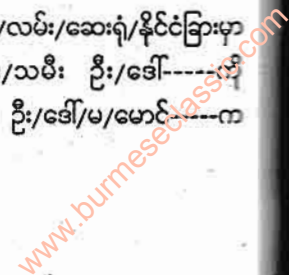 /လမ်း/ဆေးရုံ/နိုင်ငံခြားမှာ
/သမီး ဦး/ဒေါ်-----ကို
ဦး/ဒေါ်/မ/မောင်-----က
www.burmeseclassic.com